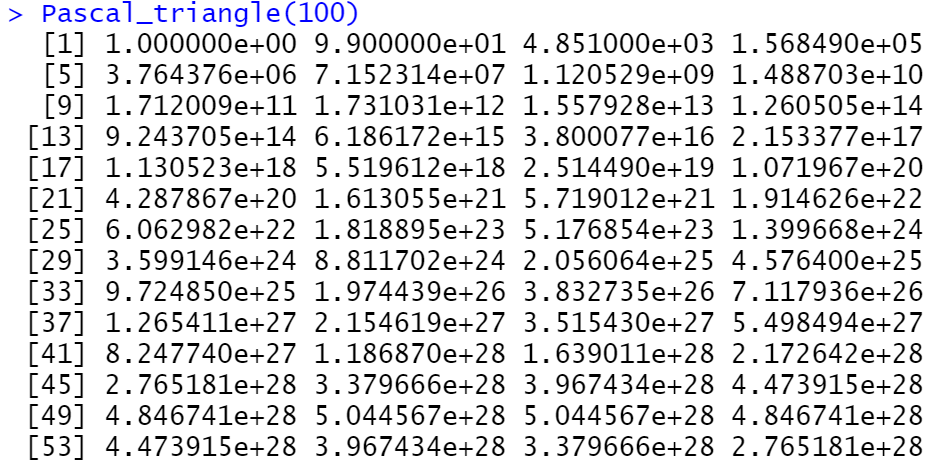 > Pascal_triangle(100)
[1] 1.000000e+00 9.900000e+01 4.851000e+03 1.568490e+05
[5] 3.764376e+06 7.152314e+07 1.120529e+09 1.488703e+10
[9] 1.712009e+11 1.731031e+12 1.557928e+13 1.260505e+14
[13] 9.243705e+14 6.186172e+15 3.800077e+16 2.153377e+17
[17] 1.130523e+18 5.519612e+18 2.514490e+19 1.071967e+20
[21] 4.287867e+20 1.613055e+21 5.719012e+21 1.914626e+22
[25] 6.062982e+22 1.818895e+23 5.176854e+23 1.399668e+24
[29] 3.599146e+24 8.811702e+24 2.056064e+25 4.576400e+25
[33] 9.724850e+25 1.974439e+26 3.832735e+26 7.117936e+26
[37] 1.265411e+27 2.154619e+27 3.515430e+27 5.498494e+27
[41] 8.247740e+27 1.186870e+28 1.639011e+28 2.172642e+28
[45] 2.765181e+28 3.379666e+28 3.967434e+28 4.473915e+28
[49] 4.846741e+28 5.044567e+28 5.044567e+28 4.846741e+28
[53] 4.473915e+28 3.967434e+28 3.379666e+28 2.765181e+28